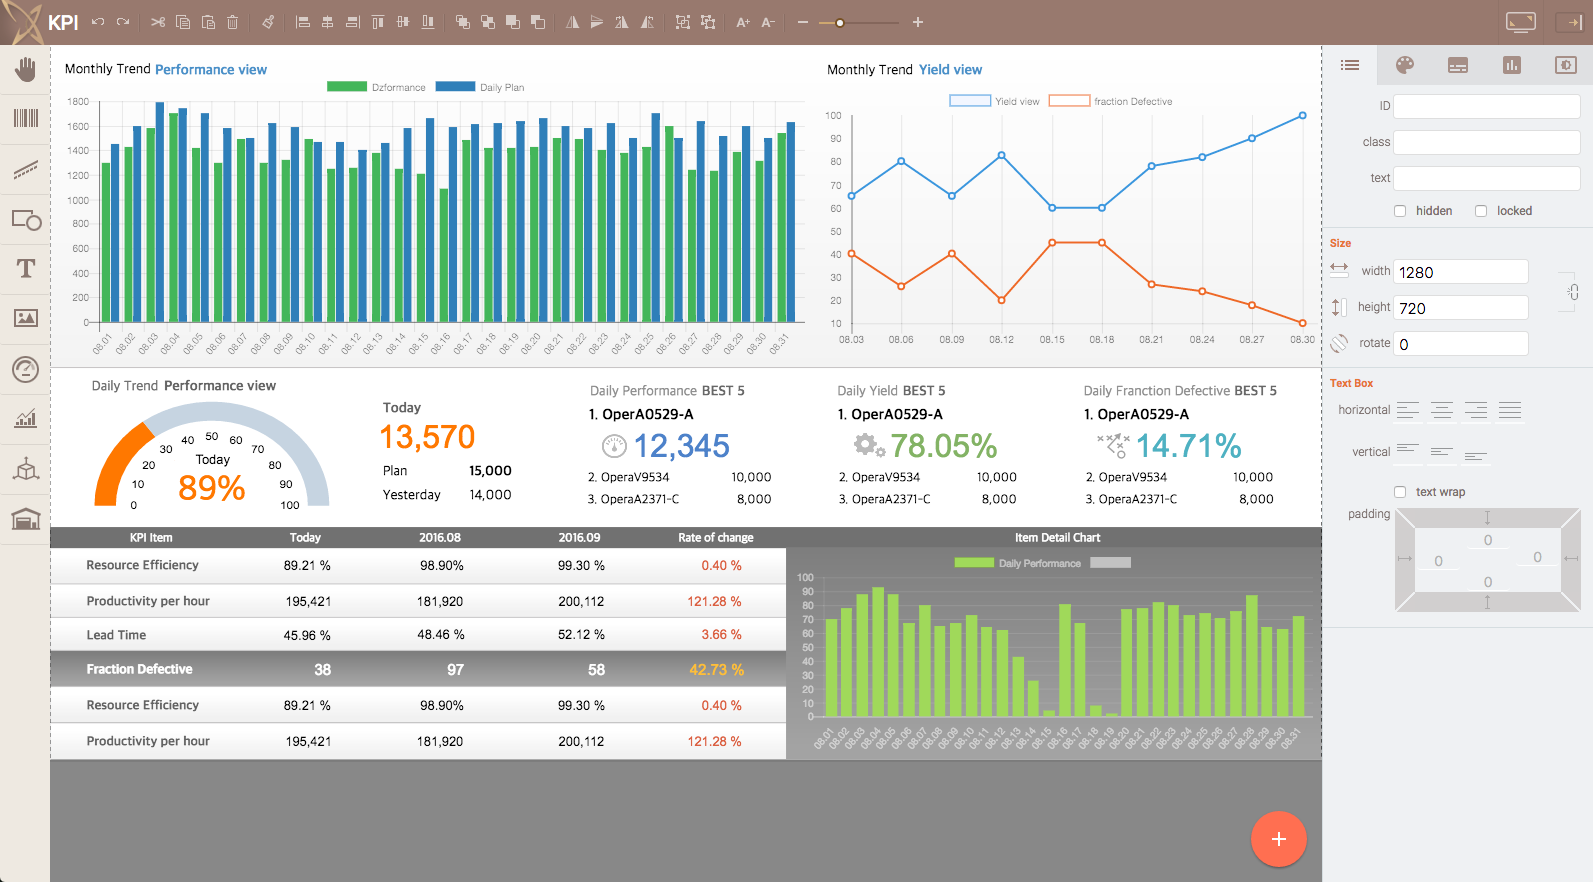 KPI
A+ A-
Monthly Trend Performance view
Dzformance Daily Plan
1800
1600
1400
1200
1000
800
600
400
200
0
08.01 08.02 08.03 08.04 08.05 08.06 08.07 08.08 08.09 08.10 08.11 08.12 08.13 08.14 08.15 08.16 08.17 08.18 08.19 08.20 08.21 08.22 08.23 08.24 08.25 08.26 08.27 08.28 08.29 08.30 08.31
Monthly Trend Yield view
Yield view fraction Defective
100
90
80
70
60
50
40
30
20
10
08.03 08.06 08.09 08.12 08.15 08.18 08.21 08.24 08.27 08.30
Daily Trend Performance view
0 10 20 30 40 50 60 70 80 90 100
Today
89%
Today
13,570
Plan 15,000
Yesterday 14,000
Daily Performance BEST 5
1. OperA0529-A
12,345
2. OperaV9534 10,000
3. OperaA2371-C 8,000
Daily Yield BEST 5
1. OperA0529-A
78.05%
2. OperaV9534 10,000
3. OperaA2371-C 8,000
Daily Franction Defective BEST 5
1. OperA0529-A
14.71%
2. OperaV9534 10,000
3. OperaA2371-C 8,000
KPI Item Today 2016.08 2016.09 Rate of change
Resource Efficiency 89.21 % 98.90% 99.30 % 0.40 %
Productivity per hour 195,421 181,920 200,112 121.28 %
Lead Time 45.96 % 48.46 % 52.12 % 3.66 %
Fraction Defective 38 97 58 42.73 %
Resource Efficiency 89.21 % 98.90% 99.30 % 0.40 %
Productivity per hour 195,421 181,920 200,112 121.28 %
Item Detail Chart
Daily Performance
100
90
80
70
60
50
40
30
20
10
0
08.01 08.02 08.03 08.04 08.05 08.06 08.07 08.08 08.09 08.10 08.11 08.12 08.13 08.14 08.15 08.16 08.17 08.18 08.19 08.20 08.21 08.22 08.23 08.24 08.25 08.26 08.27 08.28 08.29 08.30 08.31
ID
class
text
hidden locked
Size
width 1280
height 720
rotate 0
Text Box
horizontal
vertical
text wrap
padding
0
0 0
0